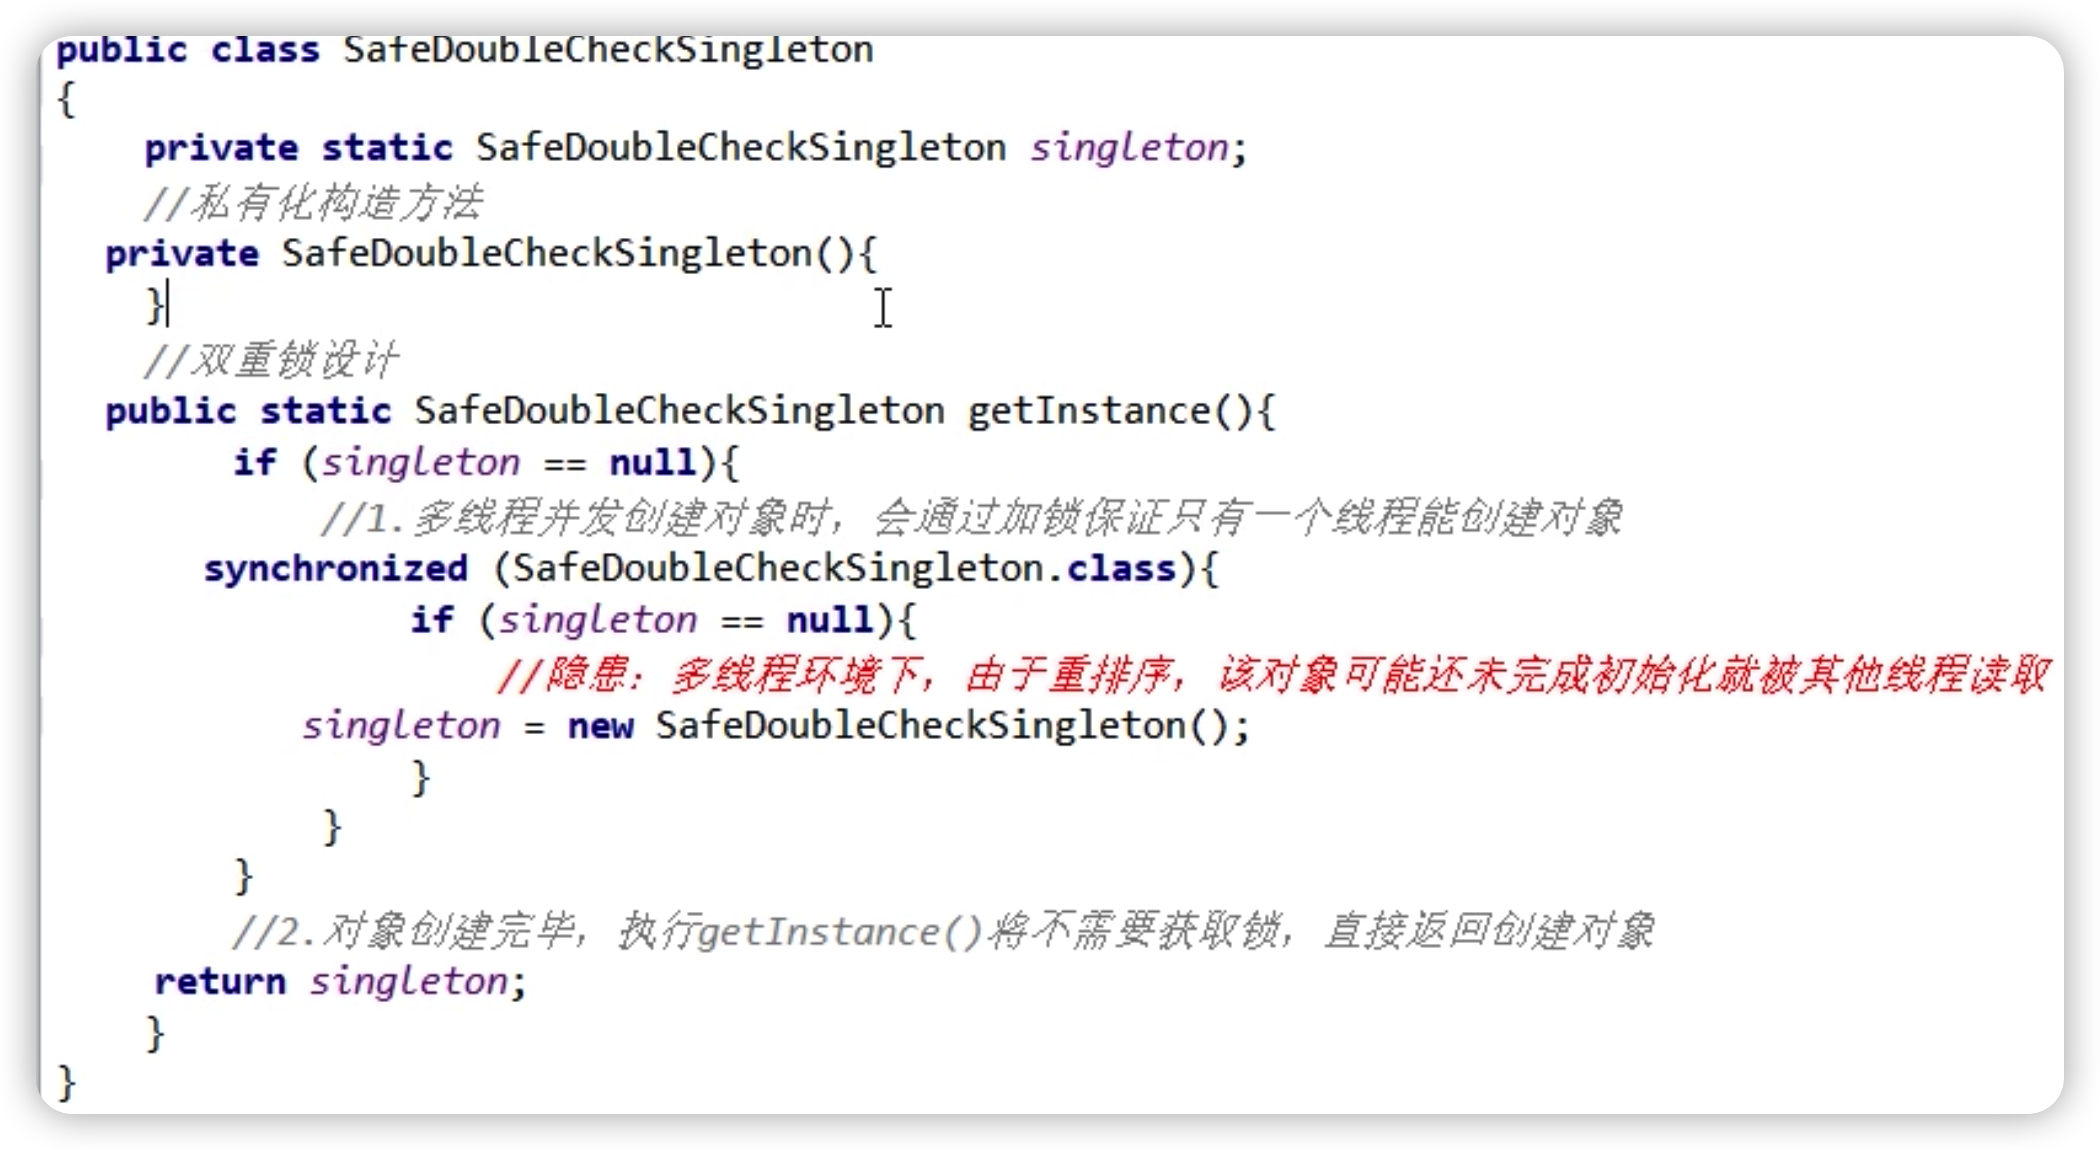 public class SafeDoubleCheckSingleton
{
private static SafeDoubleCheckSingleton singleton;
//私有化构造方法
private SafeDoubleCheckSingleton(){
}
//双重锁设计
public static SafeDoubleCheckSingleton getInstance(){
if (singleton == null){
//1.多线程并发创建对象时，会通过加锁保证只有一个线程能创建对象
synchronized (SafeDoubleCheckSingleton.class){
if (singleton == null){
//隐患：多线程环境下，由于重排序，该对象可能还未完成初始化就被其他线程读取
singleton = new SafeDoubleCheckSingleton();
}
}
}
//2.对象创建完毕，执行getInstance()将不需要获取锁，直接返回创建对象
return singleton;
}
}